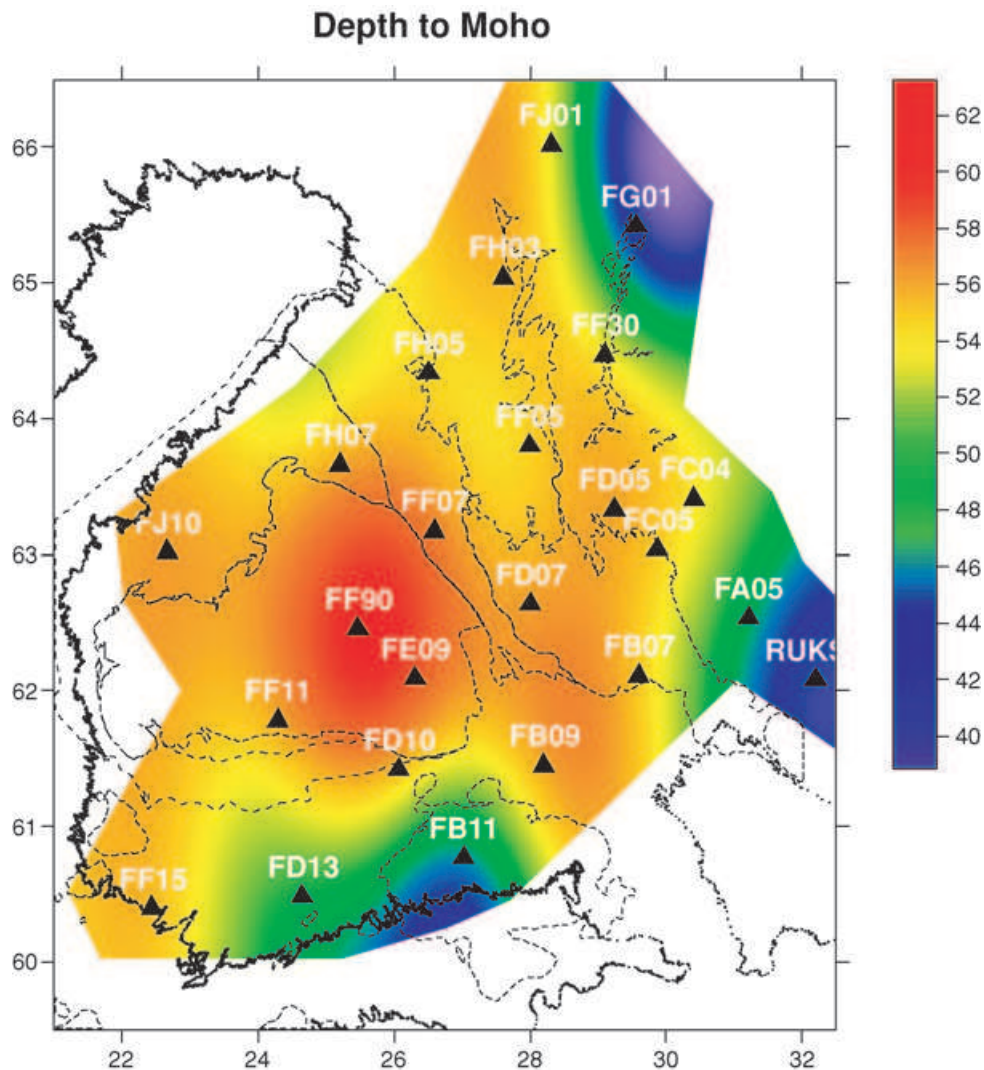 Depth to Moho
FJ01
66
FG01
FH03
65
FF30
FH05
64
FF05
FH07
FC04
FD05
FF07
FC05
FJ10
63
FD07
FF90
FA05
FE09
FB07
RUKS
62
FF11
FD10
FB09
61
FB11
FD13
FF15
60
22 24 26 28 30 32
62
60
58
56
54
52
50
48
46
44
42
40